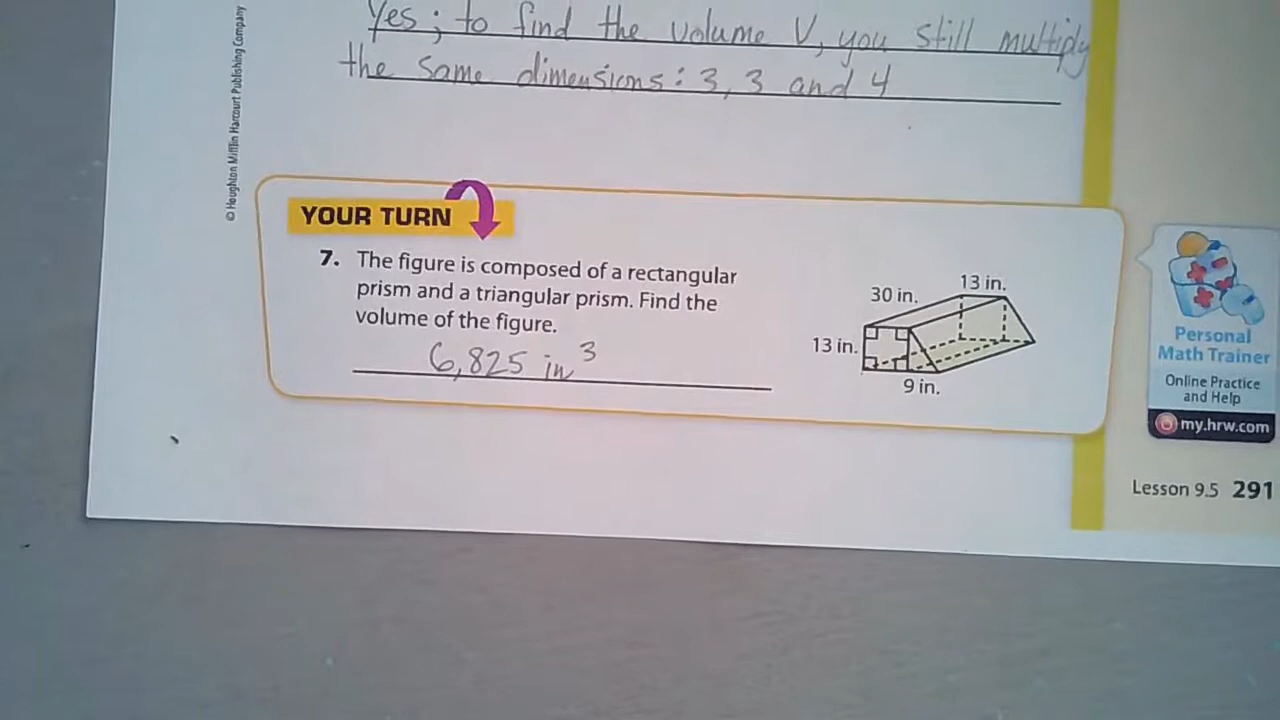 Yes; to find the volume V, you still multiply
the same dimensions: 3, 3 and 4
© Houghton Mifflin Harcourt Publishing Company
YOUR TURN
7. The figure is composed of a rectangular
prism and a triangular prism. Find the
volume of the figure.
6,825 in³
13 in.
30 in.
13 in.
9 in.
Personal
Math Trainer
Online Practice
and Help
my.hrw.com
Lesson 9.5 291